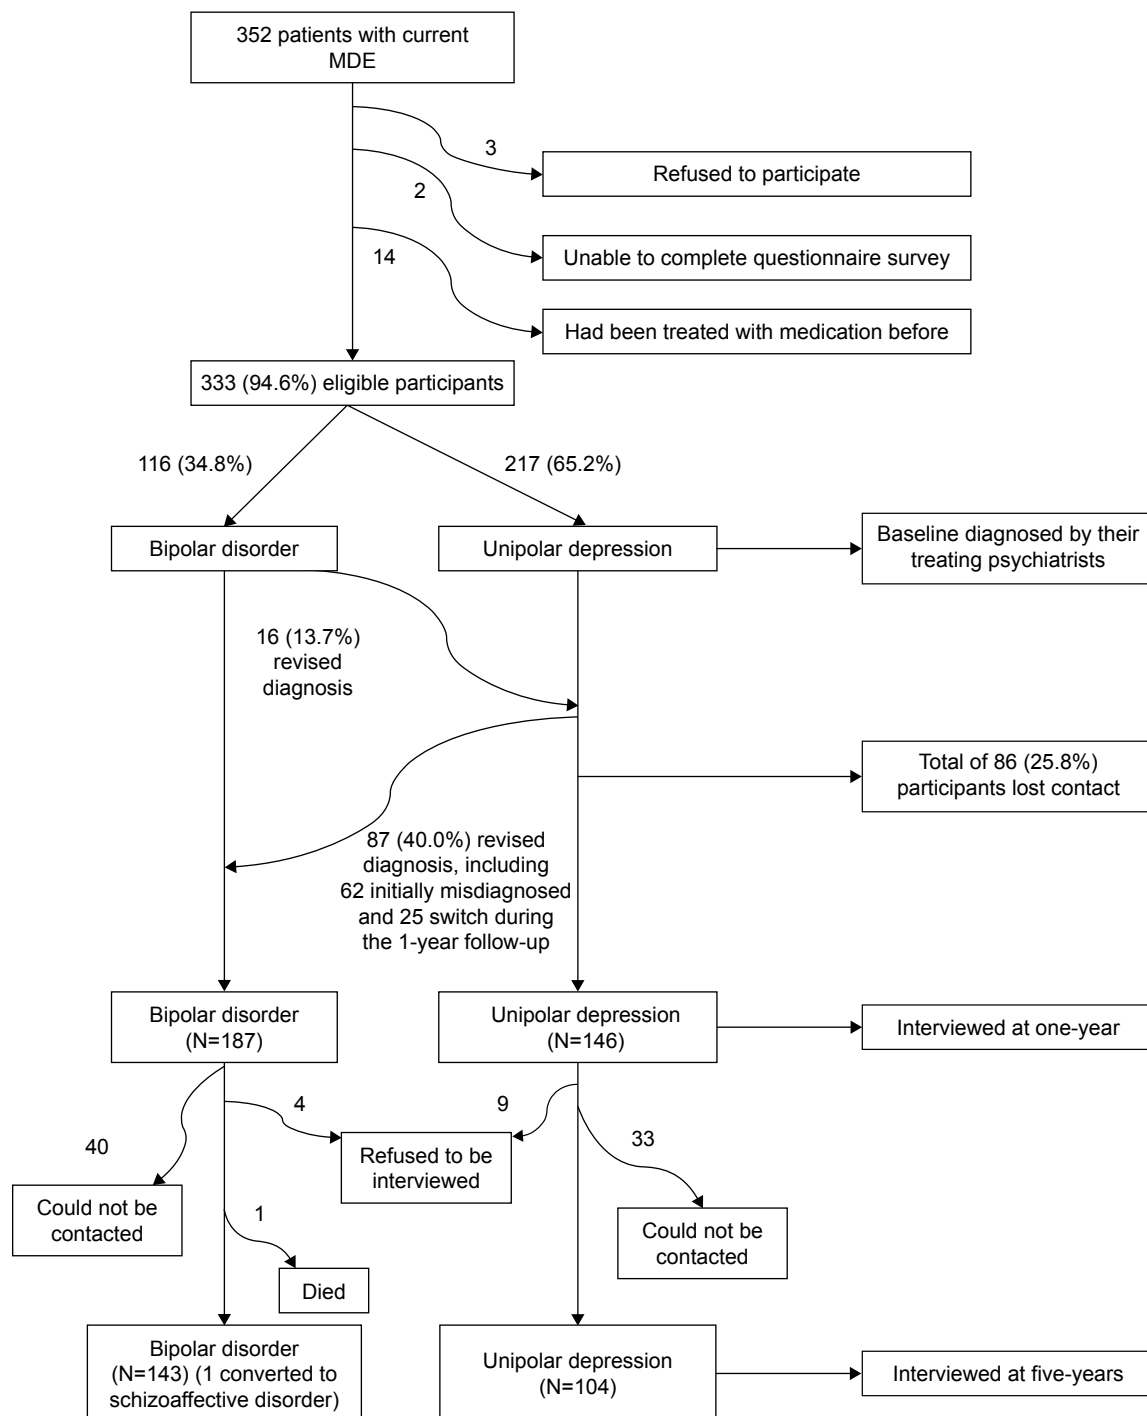 352 patients with current
MDE
3
Refused to participate
2
Unable to complete questionnaire survey
14
Had been treated with medication before
333 (94.6%) eligible participants
116 (34.8%)
217 (65.2%)
Bipolar disorder
Unipolar depression
Baseline diagnosed by their
treating psychiatrists
16 (13.7%)
revised
diagnosis
Total of 86 (25.8%)
participants lost contact
87 (40.0%) revised
diagnosis, including
62 initially misdiagnosed
and 25 switch during
the 1-year follow-up
Bipolar disorder
(N=187)
Unipolar depression
(N=146)
Interviewed at one-year
40
4
9
33
Refused to be
interviewed
Could not be
contacted
1
Could not be
contacted
Died
Bipolar disorder
(N=143) (1 converted to
schizoaffective disorder)
Unipolar depression
(N=104)
Interviewed at five-years